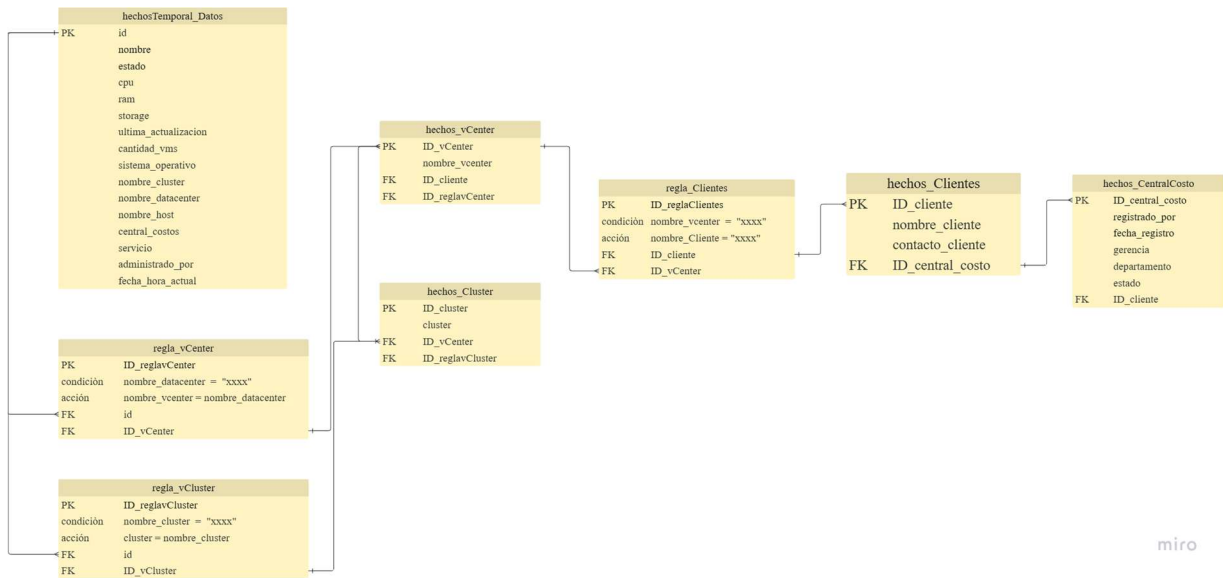 hechosTemporal_Datos
PK id
nombre
estado
cpu
ram
storage
ultima_actualizacion
cantidad_vms
sistema_operativo
nombre_cluster
nombre_datacenter
nombre_host
central_costos
servicio
administrado_por
fecha_hora_actual
regla_vCenter
PK ID_reglavCenter
condición nombre_datacenter = "xxxx"
acción nombre_vcenter = nombre_datacenter
FK id
FK ID_vCenter
regla_vCluster
PK ID_reglavCluster
condición nombre_cluster = "xxxx"
acción cluster = nombre_cluster
FK id
FK ID_vCluster
hechos_vCenter
PK ID_vCenter
nombre_vcenter
FK ID_cliente
FK ID_reglavCenter
hechos_Cluster
PK ID_cluster
cluster
FK ID_vCenter
FK ID_reglavCluster
regla_Clientes
PK ID_reglaClientes
condición nombre_vcenter = "xxxx"
acción nombre_Cliente = "xxxx"
FK ID_cliente
FK ID_vCenter
hechos_Clientes
PK ID_cliente
nombre_cliente
contacto_cliente
FK ID_central_costo
hechos_CentralCosto
PK ID_central_costo
registrado_por
fecha_registro
gerencia
departamento
estado
FK ID_cliente
miro